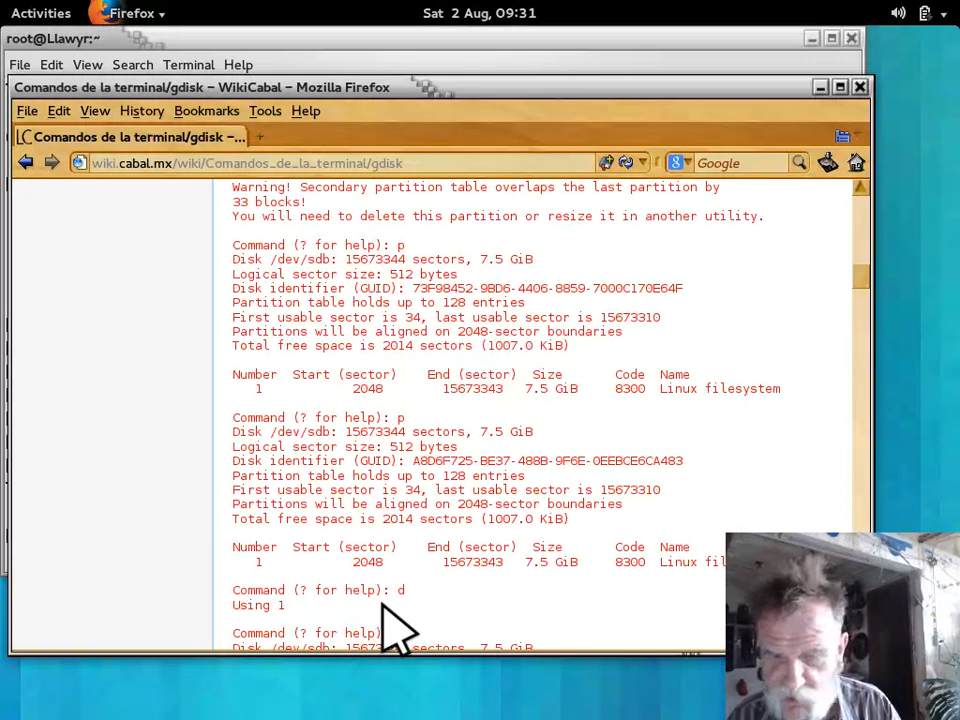 Activities Firefox Sat 2 Aug, 09:31
root@Llawyr:~
File Edit View Search Terminal Help
Comandos de la terminal/gdisk – WikiCabal – Mozilla Firefox
File Edit View History Bookmarks Tools Help
Comandos de la terminal/gdisk –...
wiki.cabal.mx/wiki/Comandos_de_la_terminal/gdisk Google
Warning! Secondary partition table overlaps the last partition by
33 blocks!
You will need to delete this partition or resize it in another utility.
Command (? for help): p
Disk /dev/sdb: 15673344 sectors, 7.5 GiB
Logical sector size: 512 bytes
Disk identifier (GUID): 73F98452-9BD6-4406-8859-7000C170E64F
Partition table holds up to 128 entries
First usable sector is 34, last usable sector is 15673310
Partitions will be aligned on 2048-sector boundaries
Total free space is 2014 sectors (1007.0 KiB)
Number Start (sector) End (sector) Size Code Name
1 2048 15673343 7.5 GiB 8300 Linux filesystem
Command (? for help): p
Disk /dev/sdb: 15673344 sectors, 7.5 GiB
Logical sector size: 512 bytes
Disk identifier (GUID): A8D6F725-BE37-488B-9F6E-0EEBCE6CA483
Partition table holds up to 128 entries
First usable sector is 34, last usable sector is 15673310
Partitions will be aligned on 2048-sector boundaries
Total free space is 2014 sectors (1007.0 KiB)
Number Start (sector) End (sector) Size Code Name
1 2048 15673343 7.5 GiB 8300 Linux
Command (? for help): d
Using 1
Command (? for help)
Disk /dev/sdb: sectors, 7.5 GiB